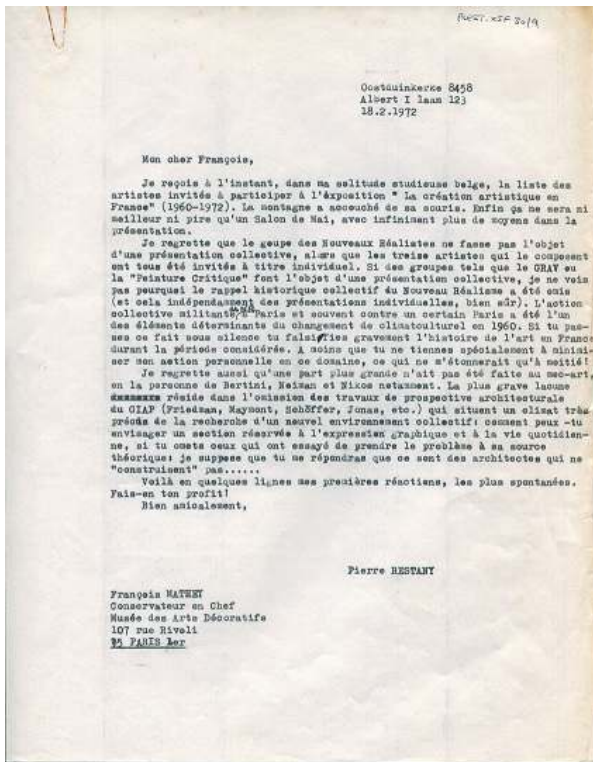 PREST.XSF 30/9
Oostduinkerke 8458
Albert I laan 123
18.2.1972
Mon cher François,
Je reçois à l'instant, dans ma solitude studieuse belge, la liste des
artistes invités à participer à l'éxposition " La création artistique en
France" (1960-1972). La montagne a accouché de sa souris. Enfin ça ne sera ni
meilleur ni pire qu'un Salon de Mai, avec infiniment plus de moyens dans la
présentation.
Je regrette que le goupe des Nouveaux Réalistes ne fasse pas l'objet
d'une présentation collective, alors que les treize artistes qui le composent
ont tous été invités à titre individuel. Si des groupes tels que le GRAV ou
la "Peinture Critique" font l'objet d'une présentation collective, je ne vois
pas pourquoi le rappel historique collectif du Nouveau Réalisme a été omis
(et cela indépendamment des présentations individuelles, bien sûr). L'action
collective militante, à Paris et souvent contre un certain Paris a été l'un
des éléments déterminants du changement de climatculturel en 1960. Si tu pas-
ses ce fait sous silence tu falsifies gravement l'histoire de l'art en France
durant la période considérée. A moins que tu ne tiennes spécialement à minimi-
ser mon action personnelle en ce domaine, ce qui ne m'étonnerait qu'à moitié!
Je regrette aussi qu'une part plus grande n'ait pas été faite au mec-art,
en la personne de Bertini, Neiman et Nikos notamment. La plus grave lacune
réside dans l'omission des travaux de prospective architecturale
du GIAP (Friedman, Maymont, Schöffer, Jonas, etc.) qui situent un climat très
précis de la recherche d'un nouvel environnement collectif: comment peux -tu
envisager un section réservée à l'expression graphique et à la vie quotidien-
ne, si tu omets ceux qui ont essayé de prendre le problème à sa source
théorique: je suppose que tu me répondras que ce sont des architectes qui ne
"construisent" pas......
Voilà en quelques lignes mes premières réactions, les plus spontanées.
Fais-en ton profit!
Bien amicalement,
Pierre RESTANY
François MATHEY
Conservateur en Chef
Musée des Arts Décoratifs
107 rue Rivoli
75 PARIS 1er